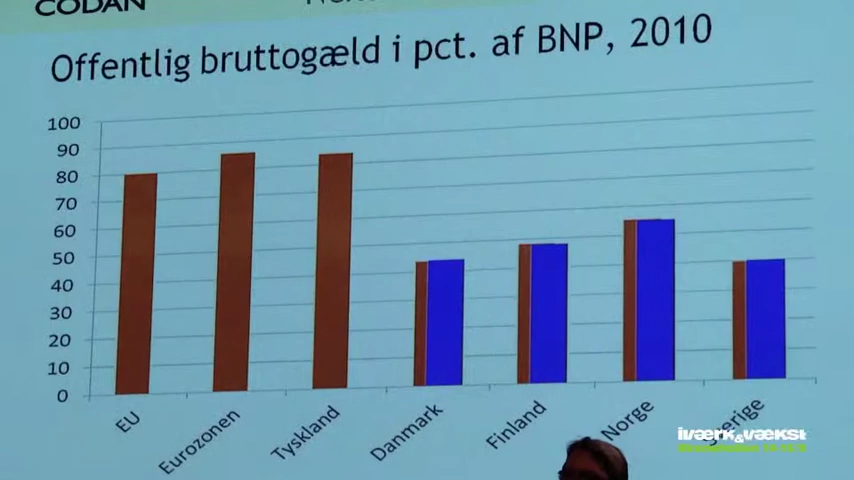 CODAN
Offentlig bruttogæld i pct. af BNP, 2010
100
90
80
70
60
50
40
30
20
10
0
EU
Eurozonen
Tyskland
Danmark
Finland
Norge
Sverige
iværk&vækst